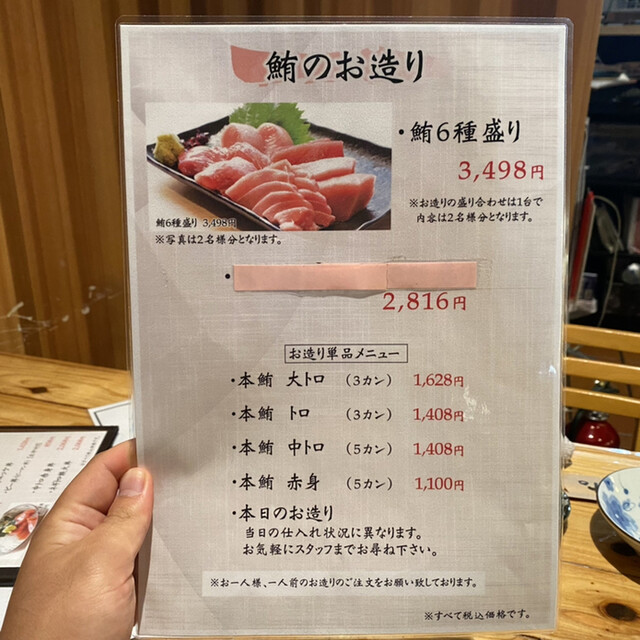 鮪のお造り
・鮪6種盛り
3,498円
※お造りの盛り合わせは1台で
内容は2名様分となります。
鮪6種盛り 3,498円
※写真は2名様分となります。
・
2,816円
お造り単品メニュー
・本鮪 大トロ （3カン） 1,628円
・本鮪 トロ （3カン） 1,408円
・本鮪 中トロ （5カン） 1,408円
・本鮪 赤身 （5カン） 1,100円
・本日のお造り
当日の仕入れ状況に異なります。
お気軽にスタッフまでお尋ね下さい。
※お一人様、一人前のお造りのご注文をお願い致しております。
※すべて税込価格です。